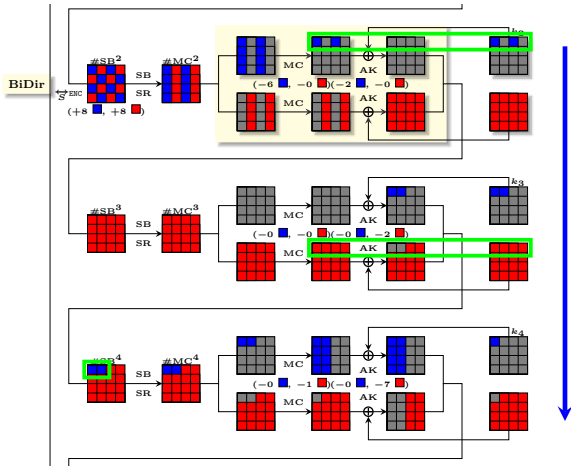 k₂
#SB² #MC² MC
SB
BiDir SR (−6 , −0 )(−2 , −0 )
S⃡ᴱᴺᶜ AK
(+8 , +8 ) MC AK
k₃
#SB³ #MC³ MC AK
SB
SR (−0 , −0 )(−0 , −2 )
MC AK
k₄
#SB⁴ #MC⁴ MC AK
SB
SR (−0 , −1 )(−0 , −7 )
MC AK